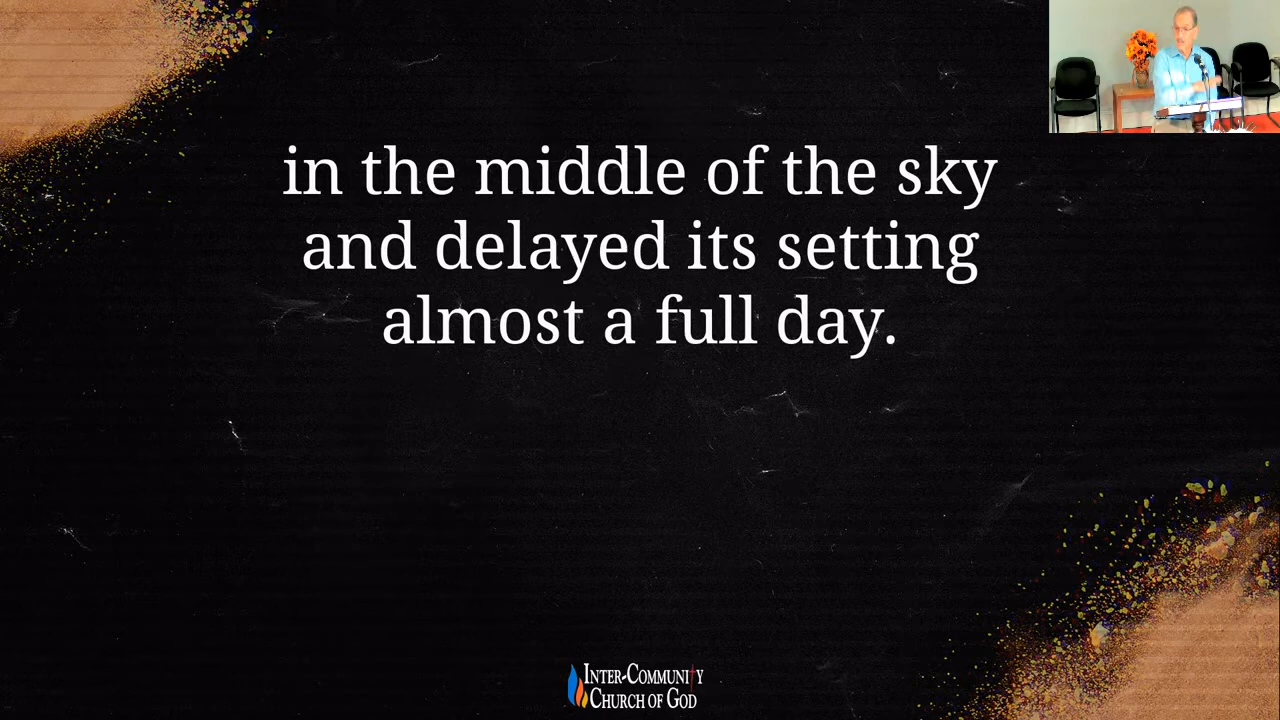 in the middle of the sky
and delayed its setting
almost a full day.
INTER-COMMUNITY
CHURCH OF GOD